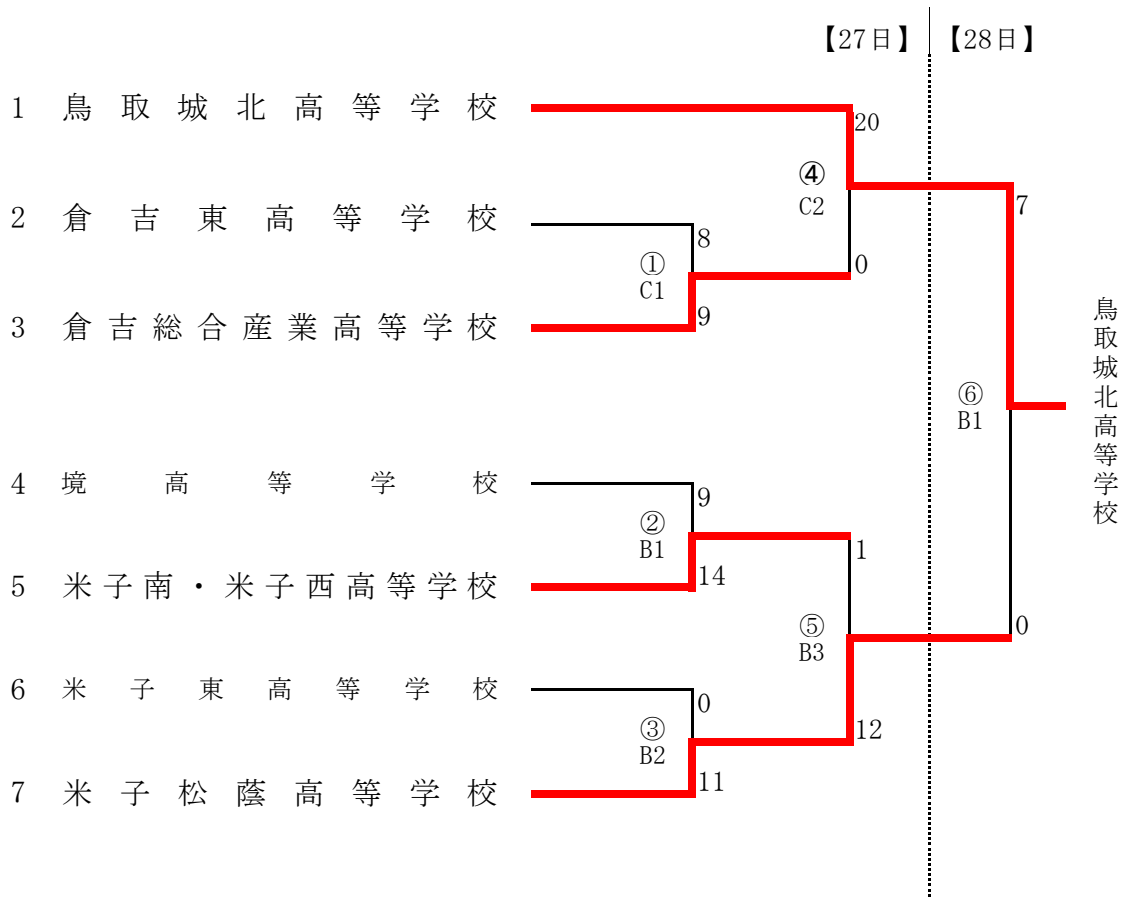 【27日】 【28日】
1 鳥取城北高等学校
20
④
C2
7
2 倉吉東高等学校
8
①
C1
0
3 倉吉総合産業高等学校
9
鳥取城北高等学校
⑥
B1
4 境高等学校
9
②
B1
1
5 米子南・米子西高等学校
14
⑤
B3
0
6 米子東高等学校
0
③
B2
12
7 米子松蔭高等学校
11